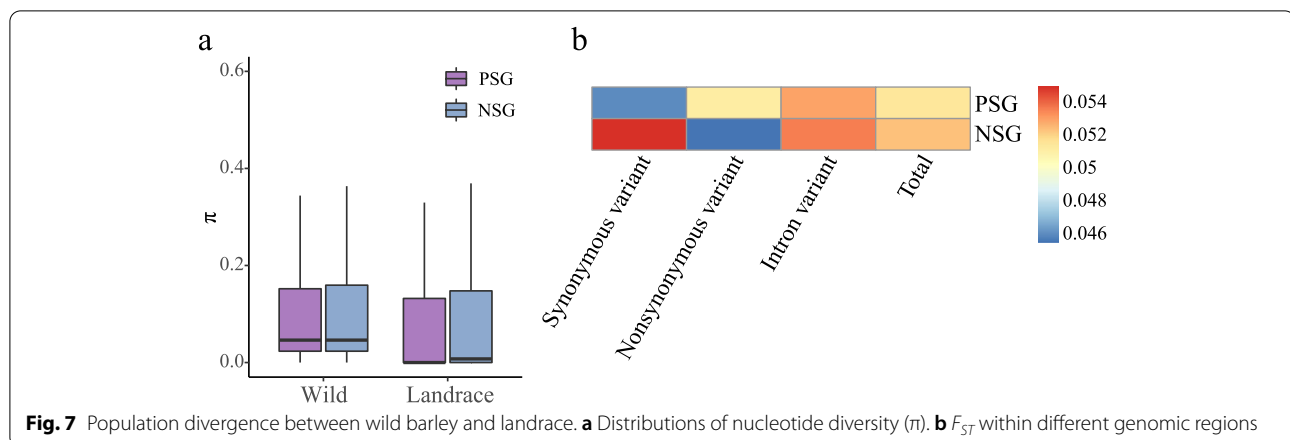 a
0.6
0.4
0.2
0.0
π
PSG
NSG
Wild
Landrace
b
PSG
NSG
Synonymous variant
Nonsynonymous variant
Intron variant
Total
0.054
0.052
0.05
0.048
0.046
Fig. 7 Population divergence between wild barley and landrace. a Distributions of nucleotide diversity (π). b FST within different genomic regions